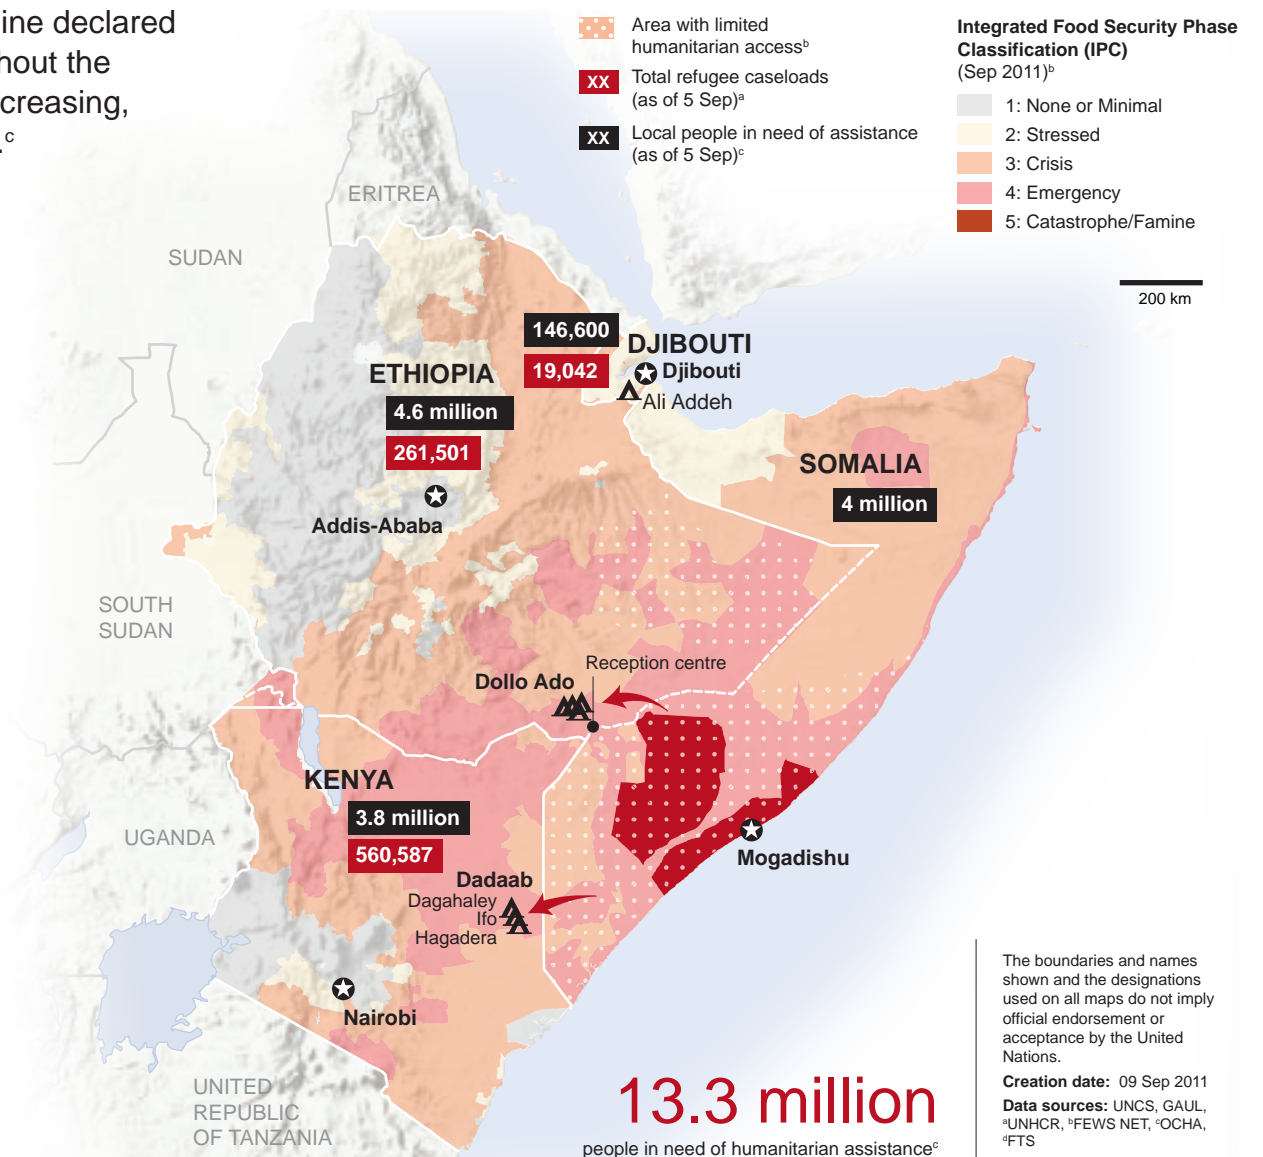 ine declared
hout the
creasing,
.ᶜ
Area with limited
humanitarian accessᵇ
XX Total refugee caseloads
(as of 5 Sep)ᵃ
XX Local people in need of assistance
(as of 5 Sep)ᶜ
Integrated Food Security Phase
Classification (IPC)
(Sep 2011)ᵇ
1: None or Minimal
2: Stressed
3: Crisis
4: Emergency
5: Catastrophe/Famine
200 km
ERITREA
SUDAN
146,600
19,042
DJIBOUTI
Djibouti
Ali Addeh
ETHIOPIA
4.6 million
261,501
Addis-Ababa
SOMALIA
4 million
SOUTH
SUDAN
Reception centre
Dollo Ado
KENYA
3.8 million
560,587
UGANDA
Mogadishu
Dadaab
Dagahaley
Ifo
Hagadera
Nairobi
UNITED
REPUBLIC
OF TANZANIA
13.3 million
people in need of humanitarian assistanceᶜ
The boundaries and names
shown and the designations
used on all maps do not imply
official endorsement or
acceptance by the United
Nations.
Creation date: 09 Sep 2011
Data sources: UNCS, GAUL,
ᵃUNHCR, ᵇFEWS NET, ᶜOCHA,
ᵈFTS